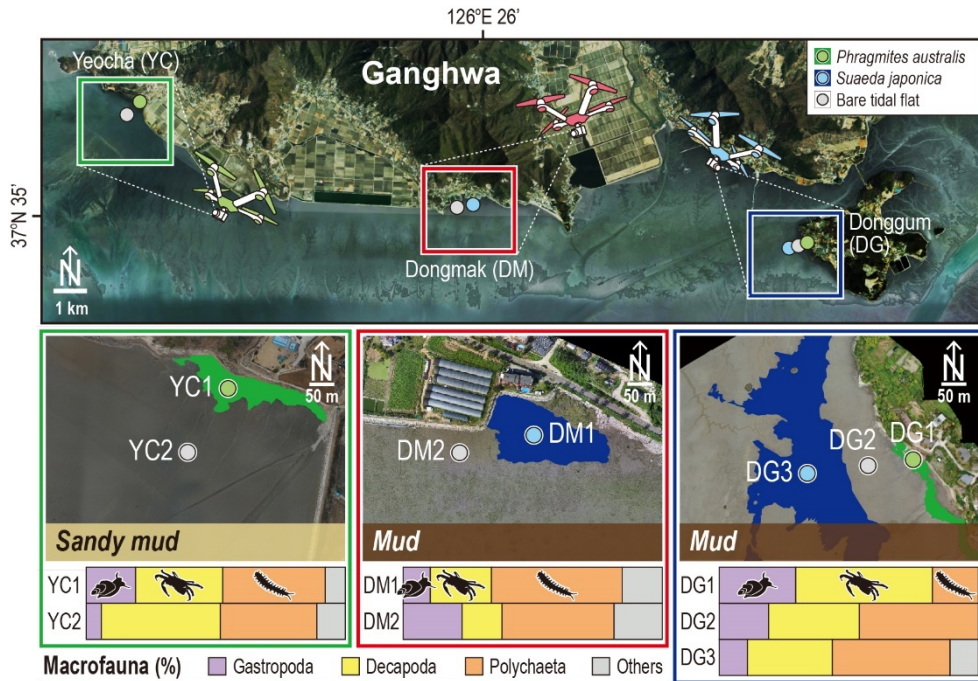 126°E 26'
37°N 35'
Yeocha (YC)
Ganghwa
Phragmites australis
Suaeda japonica
Bare tidal flat
Dongmak (DM)
Donggum
(DG)
N
1 km
YC1
YC2
N
50 m
Sandy mud
DM1
DM2
N
50 m
Mud
DG1
DG2
DG3
N
50 m
Mud
YC1
YC2
DM1
DM2
DG1
DG2
DG3
Macrofauna (%)
Gastropoda
Decapoda
Polychaeta
Others